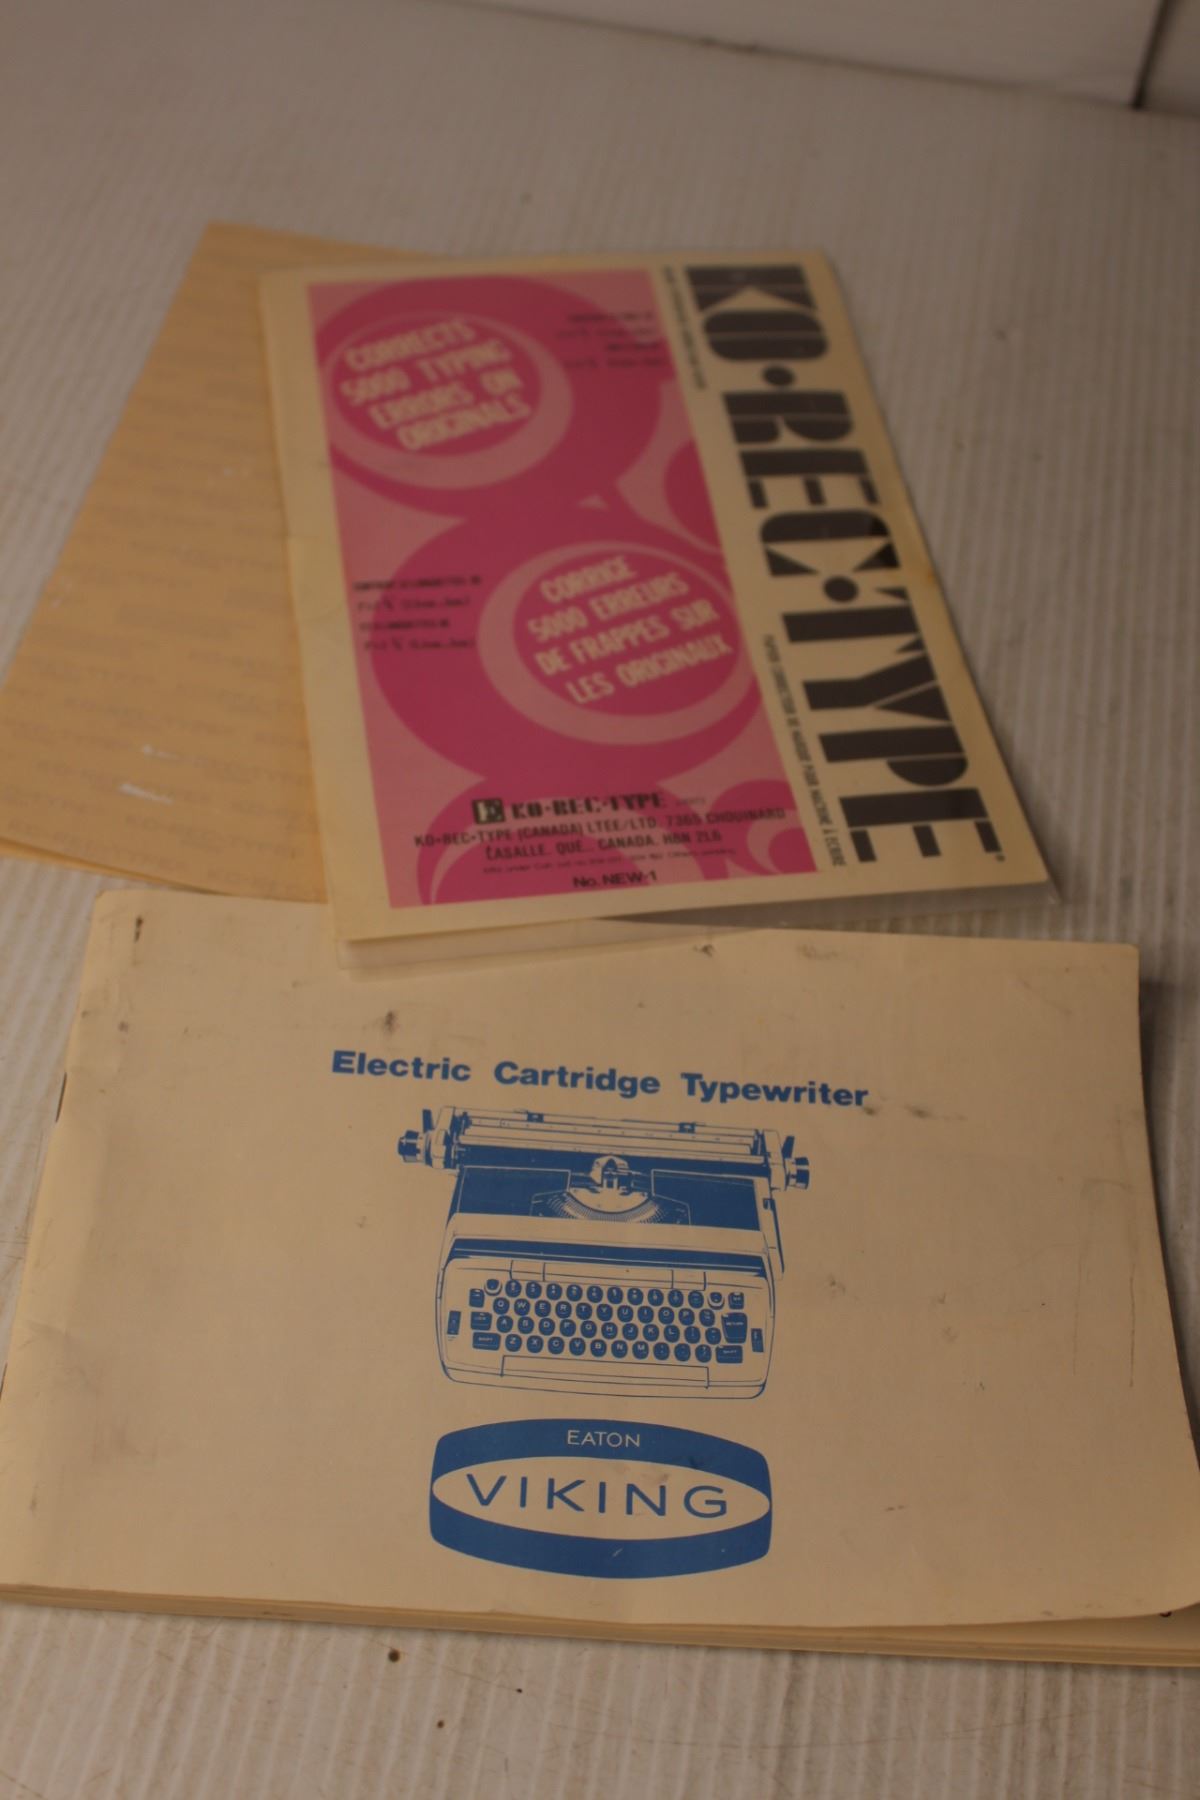 KO•REC•TYPE®
CORRECTS
5000 TYPING
ERRORS ON
ORIGINALS
CORRIGE
5000 ERREURS
DE FRAPPES SUR
LES ORIGINAUX
KO•REC•TYPE
KO•REC•TYPE (CANADA) LTEE/LTD. 7365 CHOUINARD
LASALLE. QUE., CANADA. H8N 2L6
No. NEW-1
Electric Cartridge Typewriter
Q W E R T Y U I O P
A S D F G H J K L
Z X C V B N M
EATON
VIKING